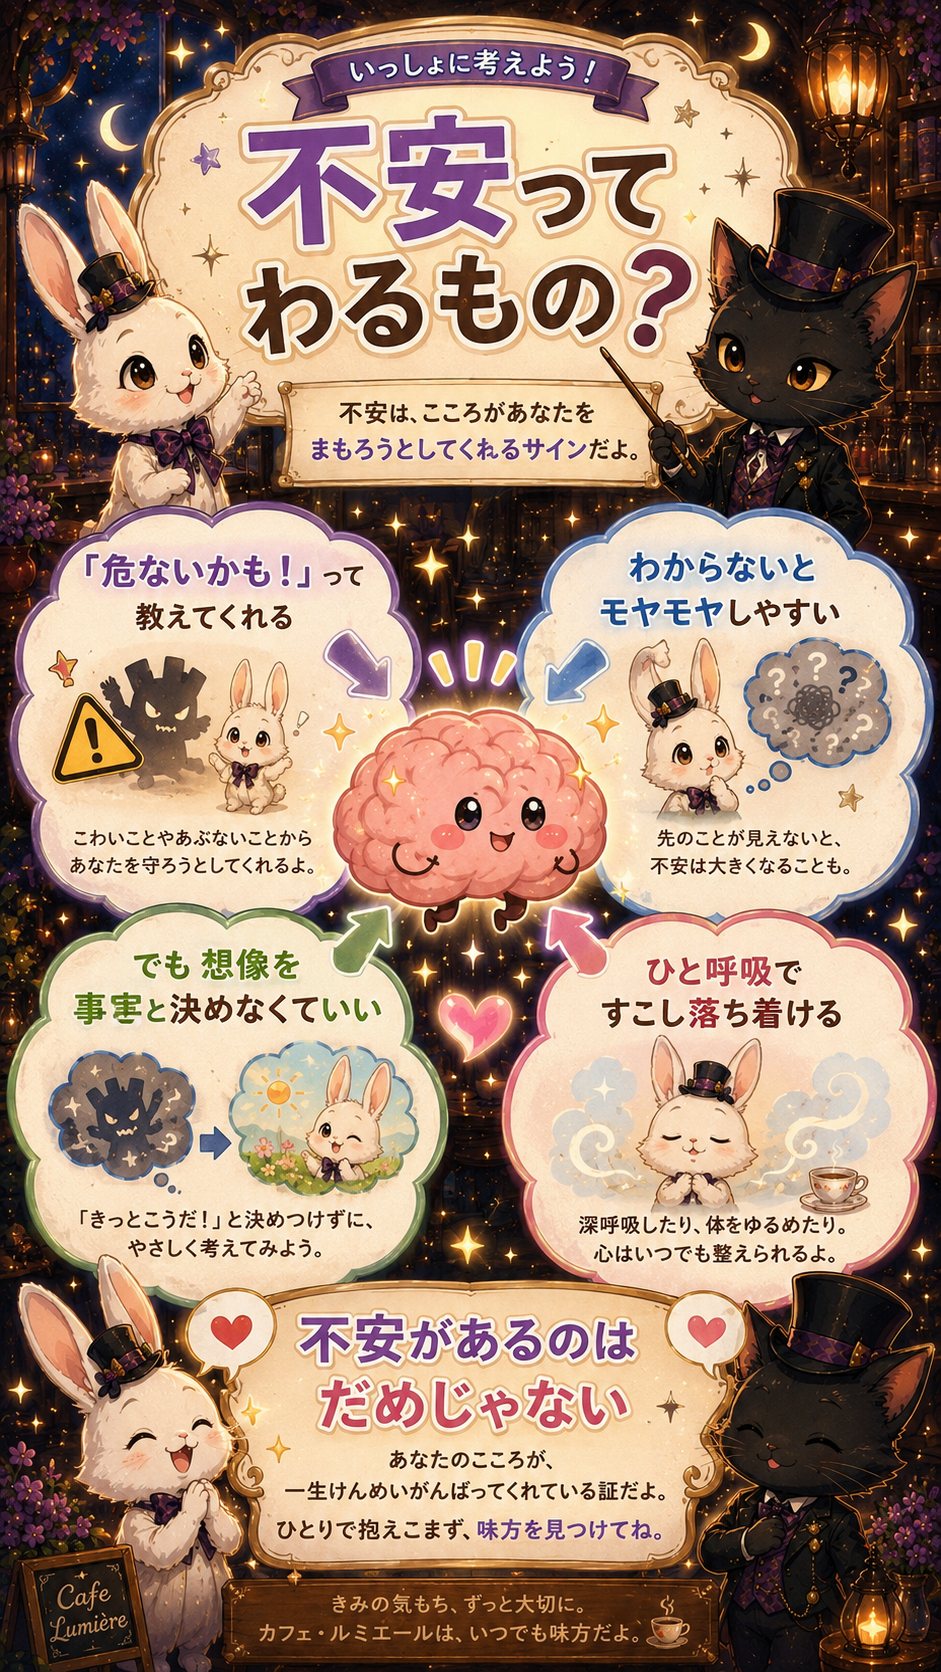 いっしょに考えよう!
不安って
わるもの?
不安は、こころがあなたを
まもろうとしてくれるサインだよ。
「危ないかも!」って
教えてくれる
こわいことやあぶないことから
あなたを守ろうとしてくれるよ。
わからないと
モヤモヤしやすい
先のことが見えないと、
不安は大きくなることも。
でも 想像を
事実と決めなくていい
「きっとこうだ!」と決めつけずに、
やさしく考えてみよう。
ひと呼吸で
すこし落ち着ける
深呼吸したり、体をゆるめたり。
心はいつでも整えられるよ。
不安があるのは
だめじゃない
あなたのこころが、
一生けんめいがんばってくれている証だよ。
ひとりで抱えこまず、味方を見つけてね。
Cafe
Lumière
きみの気もち、ずっと大切に。
カフェ・ルミエールは、いつでも味方だよ。